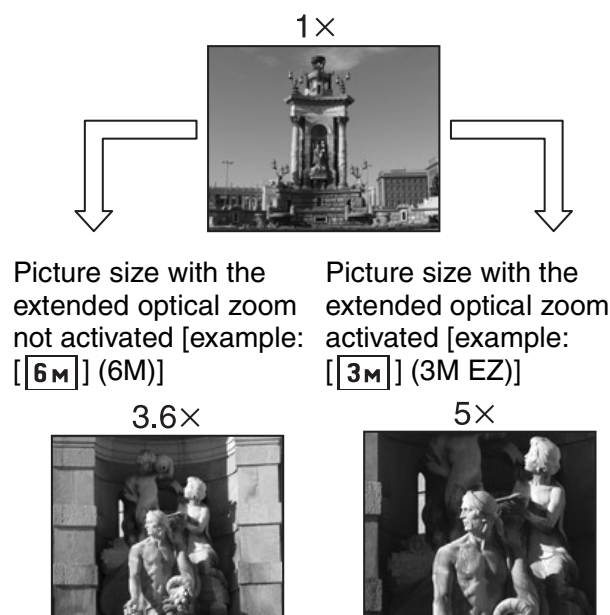 1×
Picture size with the
extended optical zoom
not activated [example:
[6M] (6M)]
Picture size with the
extended optical zoom
activated [example:
[3M] (3M EZ)]
3.6×
5×